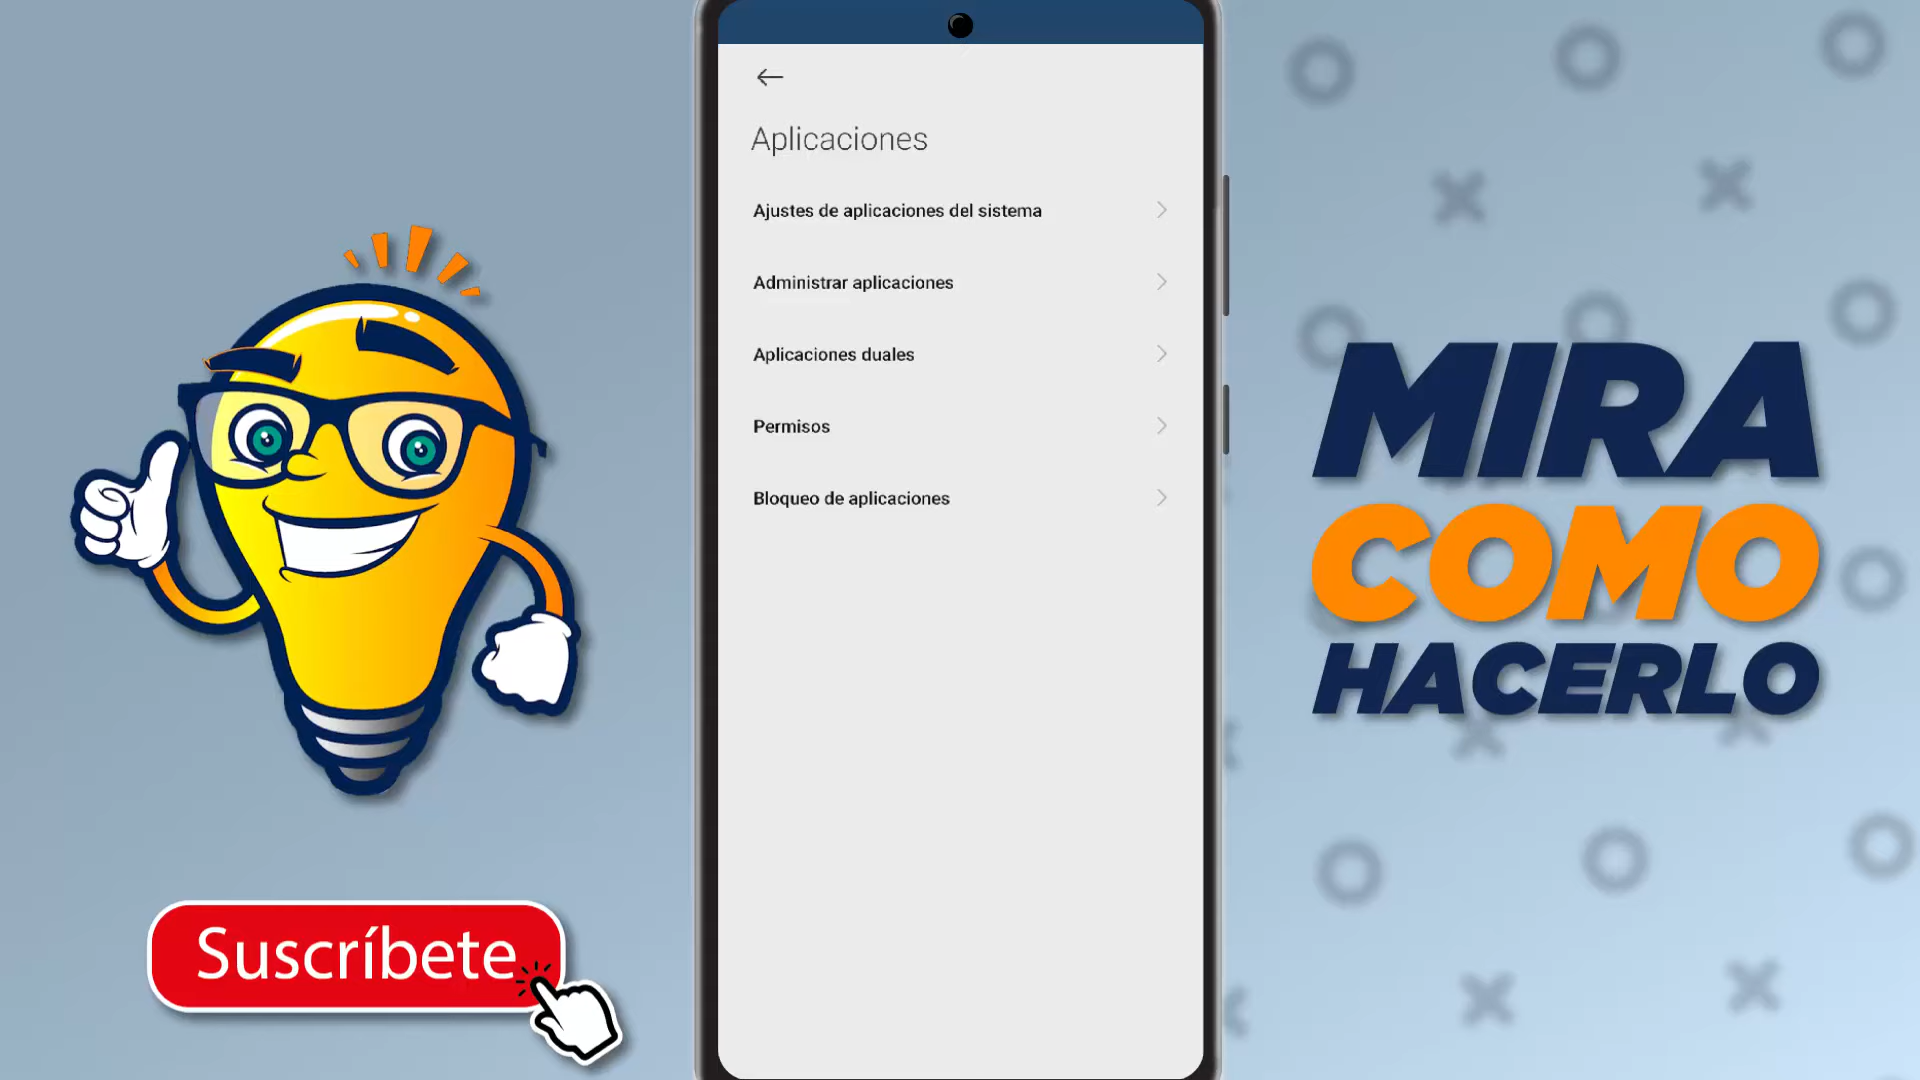 Aplicaciones
Ajustes de aplicaciones del sistema
Administrar aplicaciones
Aplicaciones duales
Permisos
Bloqueo de aplicaciones
MIRA
COMO
HACERLO
Suscríbete